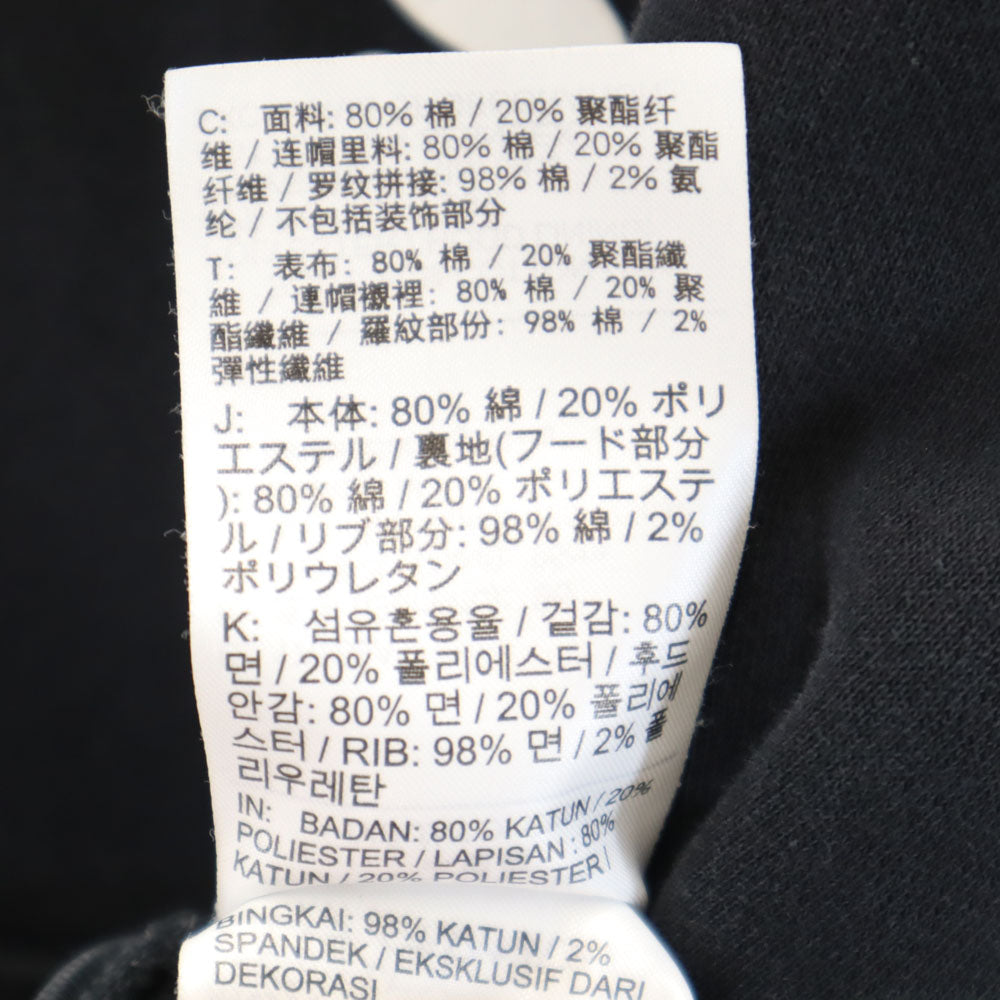 C: 面料: 80% 棉 / 20% 聚酯纤
维 / 连帽里料: 80% 棉 / 20% 聚酯
纤维 / 罗纹拼接: 98% 棉 / 2% 氨
纶 / 不包括装饰部分
T: 表布: 80% 棉 / 20% 聚酯纖
維 / 連帽襯裡: 80% 棉 / 20% 聚
酯纖維 / 羅紋部份: 98% 棉 / 2%
彈性纖維
J: 本体: 80% 綿 / 20% ポリ
エステル / 裏地(フード部分
): 80% 綿 / 20% ポリエステ
ル / リブ部分: 98% 綿 / 2%
ポリウレタン
K: 섬유혼용율 / 겉감: 80%
면 / 20% 폴리에스터 / 후드
안감: 80% 면 / 20% 폴리에
스터 / RIB: 98% 면 / 2% 폴
리우레탄
IN: BADAN: 80% KATUN / 20%
POLIESTER / LAPISAN : 80%
KATUN / 20% POLIESTER /
BINGKAI: 98% KATUN / 2%
SPANDEK / EKSKLUSIF DARI
DEKORASI